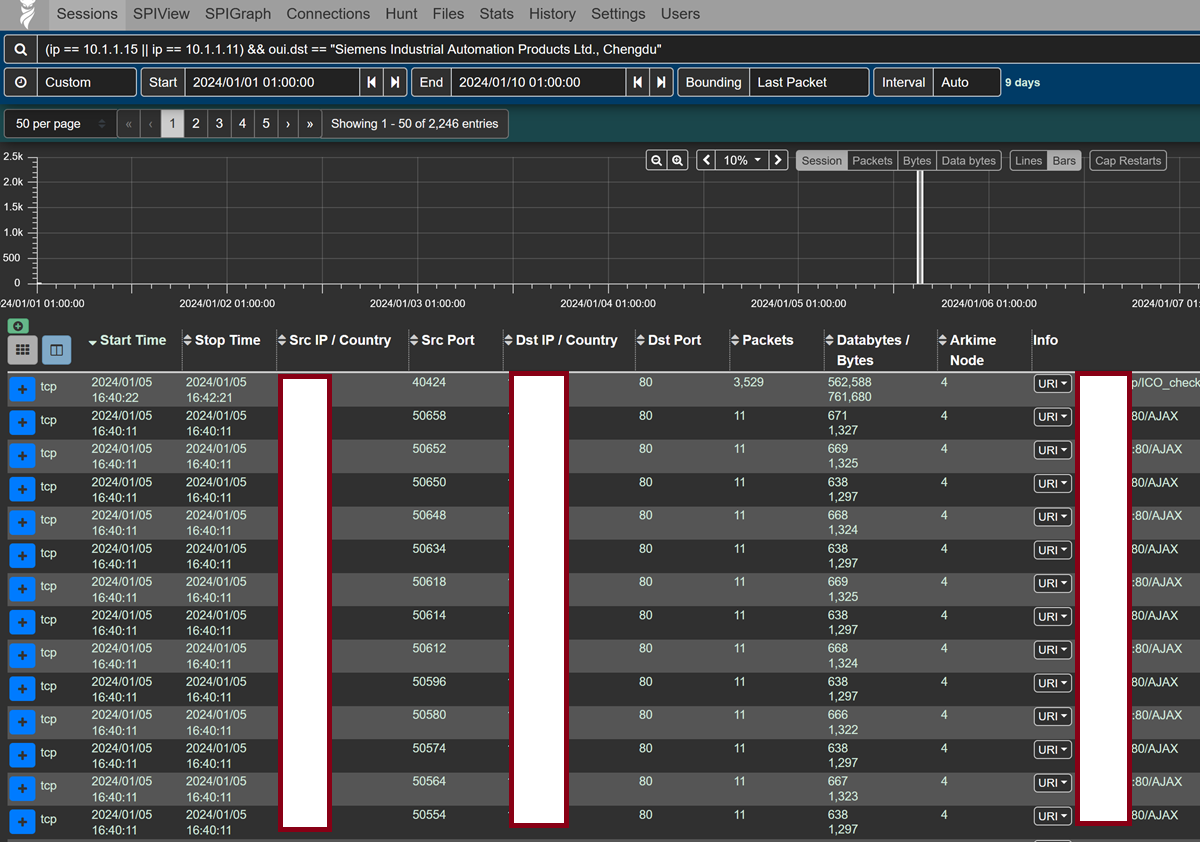 Sessions SPIView SPIGraph Connections Hunt Files Stats History Settings Users
(ip == 10.1.1.15 || ip == 10.1.1.11) && oui.dst == "Siemens Industrial Automation Products Ltd., Chengdu"
Custom Start 2024/01/01 01:00:00 End 2024/01/10 01:00:00 Bounding Last Packet Interval Auto 9 days
50 per page « ‹ 1 2 3 4 5 › » Showing 1 - 50 of 2,246 entries
10% Session Packets Bytes Data bytes Lines Bars Cap Restarts
2.5k
2.0k
1.5k
1.0k
500
0
24/01/01 01:00:00 2024/01/02 01:00:00 2024/01/03 01:00:00 2024/01/04 01:00:00 2024/01/05 01:00:00 2024/01/06 01:00:00 2024/01/07 01:
Start Time Stop Time Src IP / Country Src Port Dst IP / Country Dst Port Packets Databytes / Arkime Info
Bytes Node
tcp 2024/01/05 2024/01/05 40424 80 3,529 562,588 4 URI p/ICO_check
16:40:22 16:42:21 761,680
tcp 2024/01/05 2024/01/05 50658 80 11 671 4 URI 80/AJAX
16:40:11 16:40:11 1,327
tcp 2024/01/05 2024/01/05 50652 80 11 669 4 URI :80/AJAX
16:40:11 16:40:11 1,325
tcp 2024/01/05 2024/01/05 50650 80 11 638 4 URI 80/AJAX
16:40:11 16:40:11 1,297
tcp 2024/01/05 2024/01/05 50648 80 11 668 4 URI :80/AJAX
16:40:11 16:40:11 1,324
tcp 2024/01/05 2024/01/05 50634 80 11 638 4 URI 80/AJAX
16:40:11 16:40:11 1,297
tcp 2024/01/05 2024/01/05 50618 80 11 669 4 URI :80/AJAX
16:40:11 16:40:11 1,325
tcp 2024/01/05 2024/01/05 50614 80 11 638 4 URI 80/AJAX
16:40:11 16:40:11 1,297
tcp 2024/01/05 2024/01/05 50612 80 11 668 4 URI :80/AJAX
16:40:11 16:40:11 1,324
tcp 2024/01/05 2024/01/05 50596 80 11 638 4 URI 80/AJAX
16:40:11 16:40:11 1,297
tcp 2024/01/05 2024/01/05 50580 80 11 666 4 URI :80/AJAX
16:40:11 16:40:11 1,322
tcp 2024/01/05 2024/01/05 50574 80 11 638 4 URI 80/AJAX
16:40:11 16:40:11 1,297
tcp 2024/01/05 2024/01/05 50564 80 11 667 4 URI :80/AJAX
16:40:11 16:40:11 1,323
tcp 2024/01/05 2024/01/05 50554 80 11 638 4 URI 80/AJAX
16:40:11 16:40:11 1,297